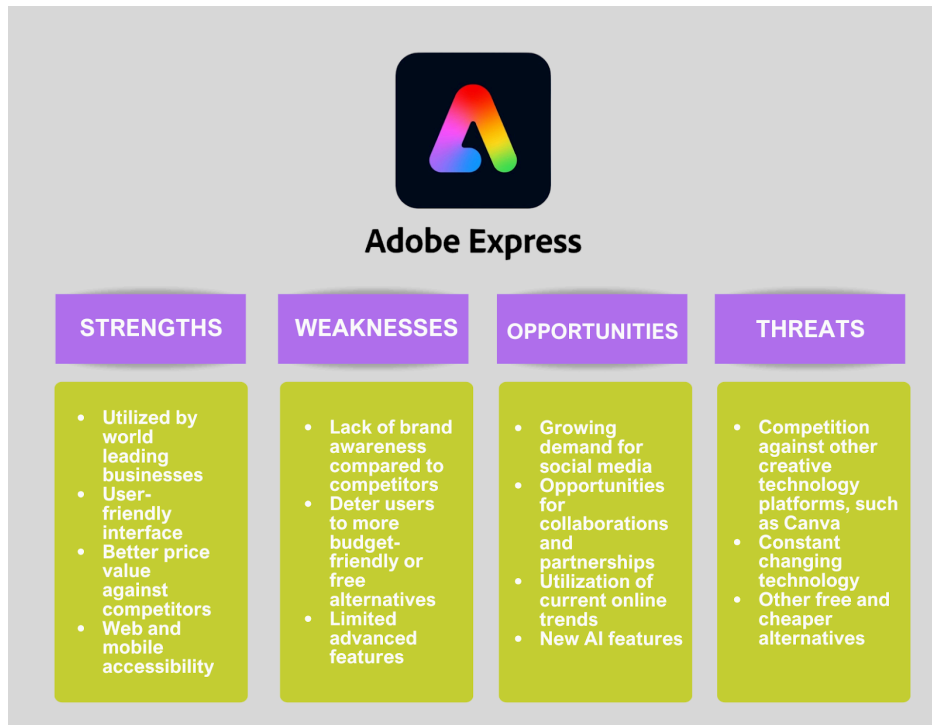 Adobe Express
STRENGTHS
• Utilized by
world
leading
businesses
• User-
friendly
interface
• Better price
value
against
competitors
• Web and
mobile
accessibility
WEAKNESSES
• Lack of brand
awareness
compared to
competitors
• Deter users
to more
budget-
friendly or
free
alternatives
• Limited
advanced
features
OPPORTUNITIES
• Growing
demand for
social media
• Opportunities
for
collaborations
and
partnerships
• Utilization of
current online
trends
• New AI features
THREATS
• Competition
against other
creative
technology
platforms, such
as Canva
• Constant
changing
technology
• Other free and
cheaper
alternatives